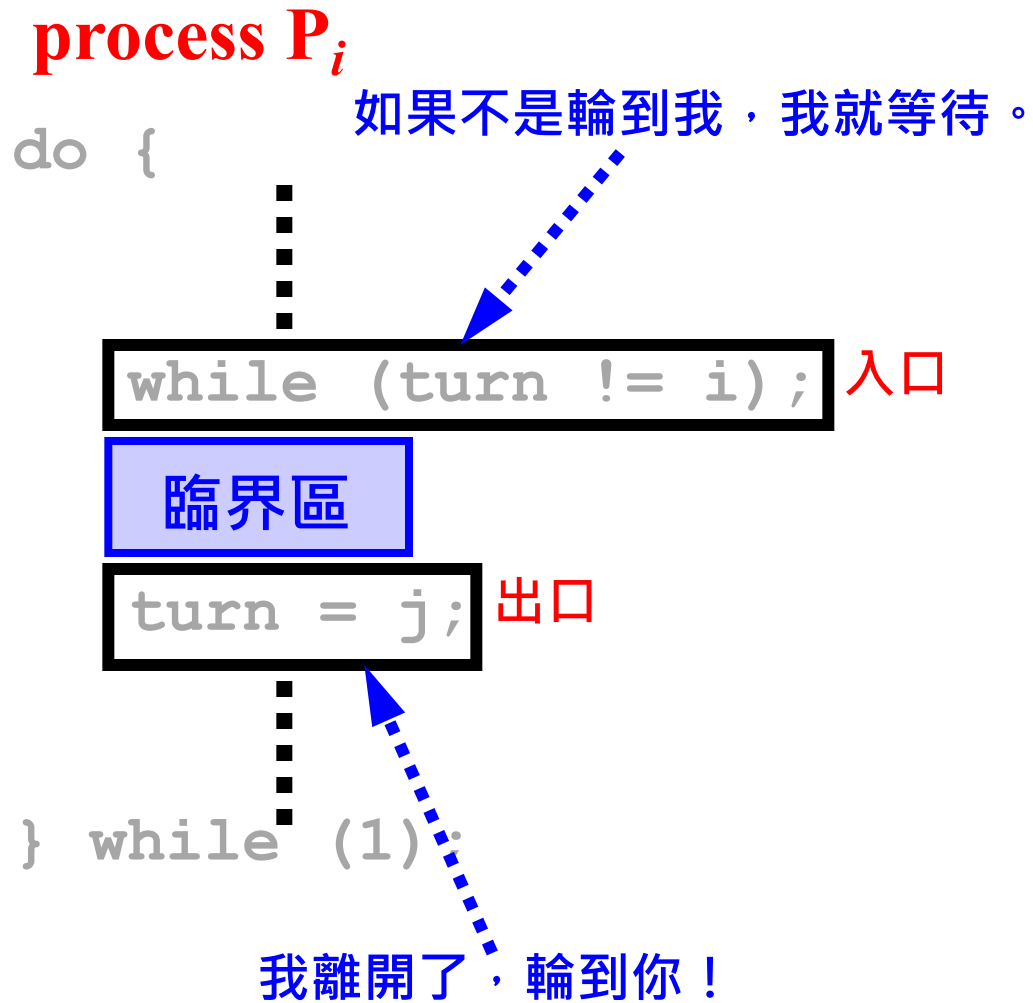 process Pi
如果不是輪到我，我就等待。
do {
while (turn != i);
入口
臨界區
turn = j;
出口
} while (1);
我離開了，輪到你！